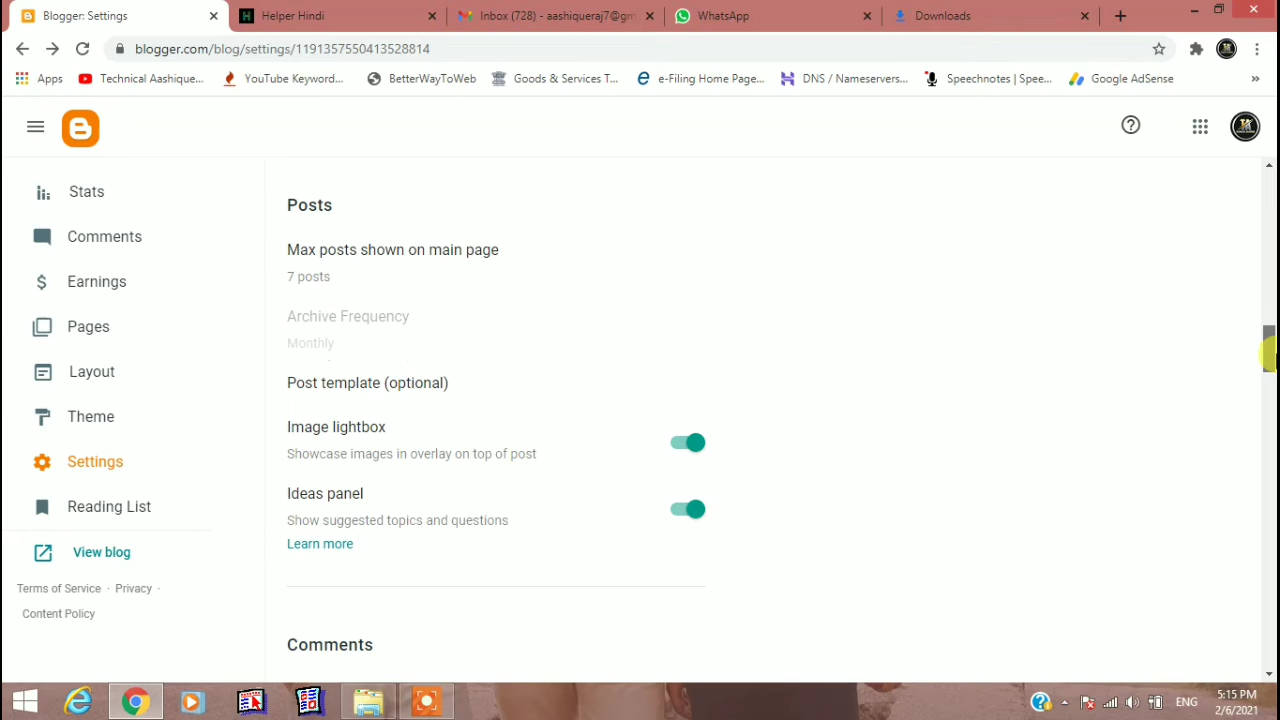 Blogger: Settings
Helper Hindi
Inbox (728) - aashiqueraj7@gm
WhatsApp
Downloads
blogger.com/blog/settings/1191357550413528814
Apps
Technical Aashique...
YouTube Keyword...
BetterWayToWeb
Goods & Services T...
e-Filing Home Page...
DNS / Nameservers...
Speechnotes | Spee...
Google AdSense
»
Stats
Comments
Earnings
Pages
Layout
Theme
Settings
Reading List
View blog
Terms of Service · Privacy ·
Content Policy
Posts
Max posts shown on main page
7 posts
Archive Frequency
Monthly
Post template (optional)
Image lightbox
Showcase images in overlay on top of post
Ideas panel
Show suggested topics and questions
Learn more
Comments
ENG
5:15 PM
2/6/2021